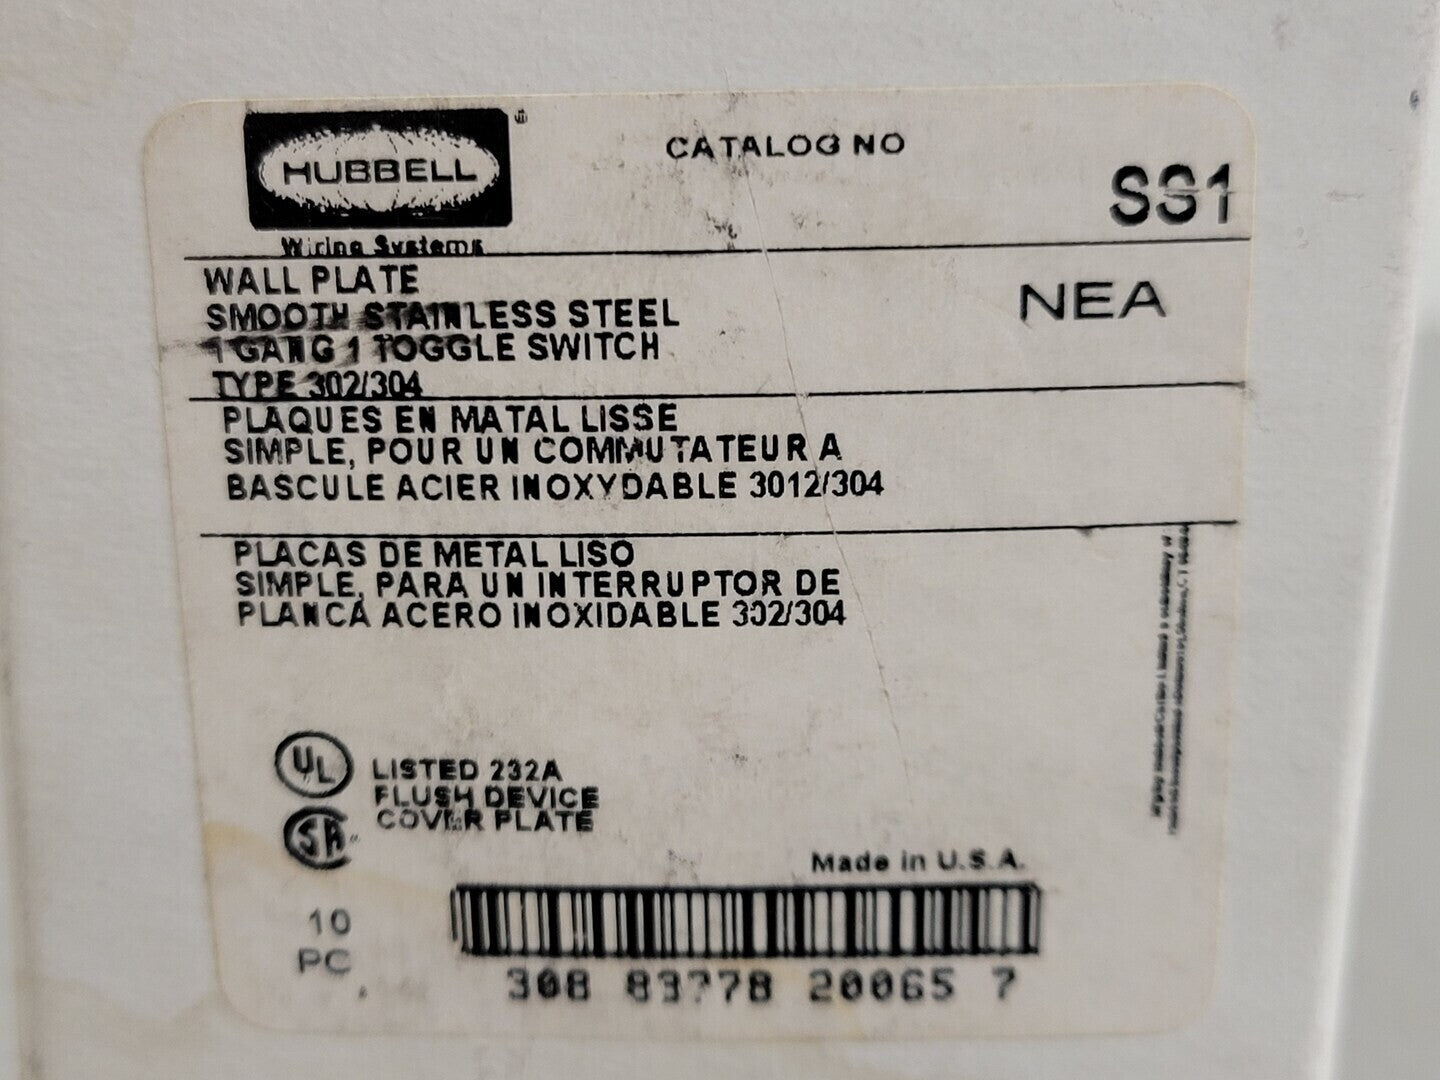 HUBBELL
Wiring Systems
CATALOG NO
SS1
WALL PLATE
SMOOTH STAINLESS STEEL
1 GANG 1 TOGGLE SWITCH
TYPE 302/304
NEA
PLAQUES EN MATAL LISSE
SIMPLE, POUR UN COMMUTATEUR A
BASCULE ACIER INOXYDABLE 3012/304
PLACAS DE METAL LISO
SIMPLE, PARA UN INTERRUPTOR DE
PLANCA ACERO INOXIDABLE 302/304
UL
LISTED 232A
FLUSH DEVICE
COVER PLATE
SA
Made in U.S.A.
10
PC
308 83778 20065 7